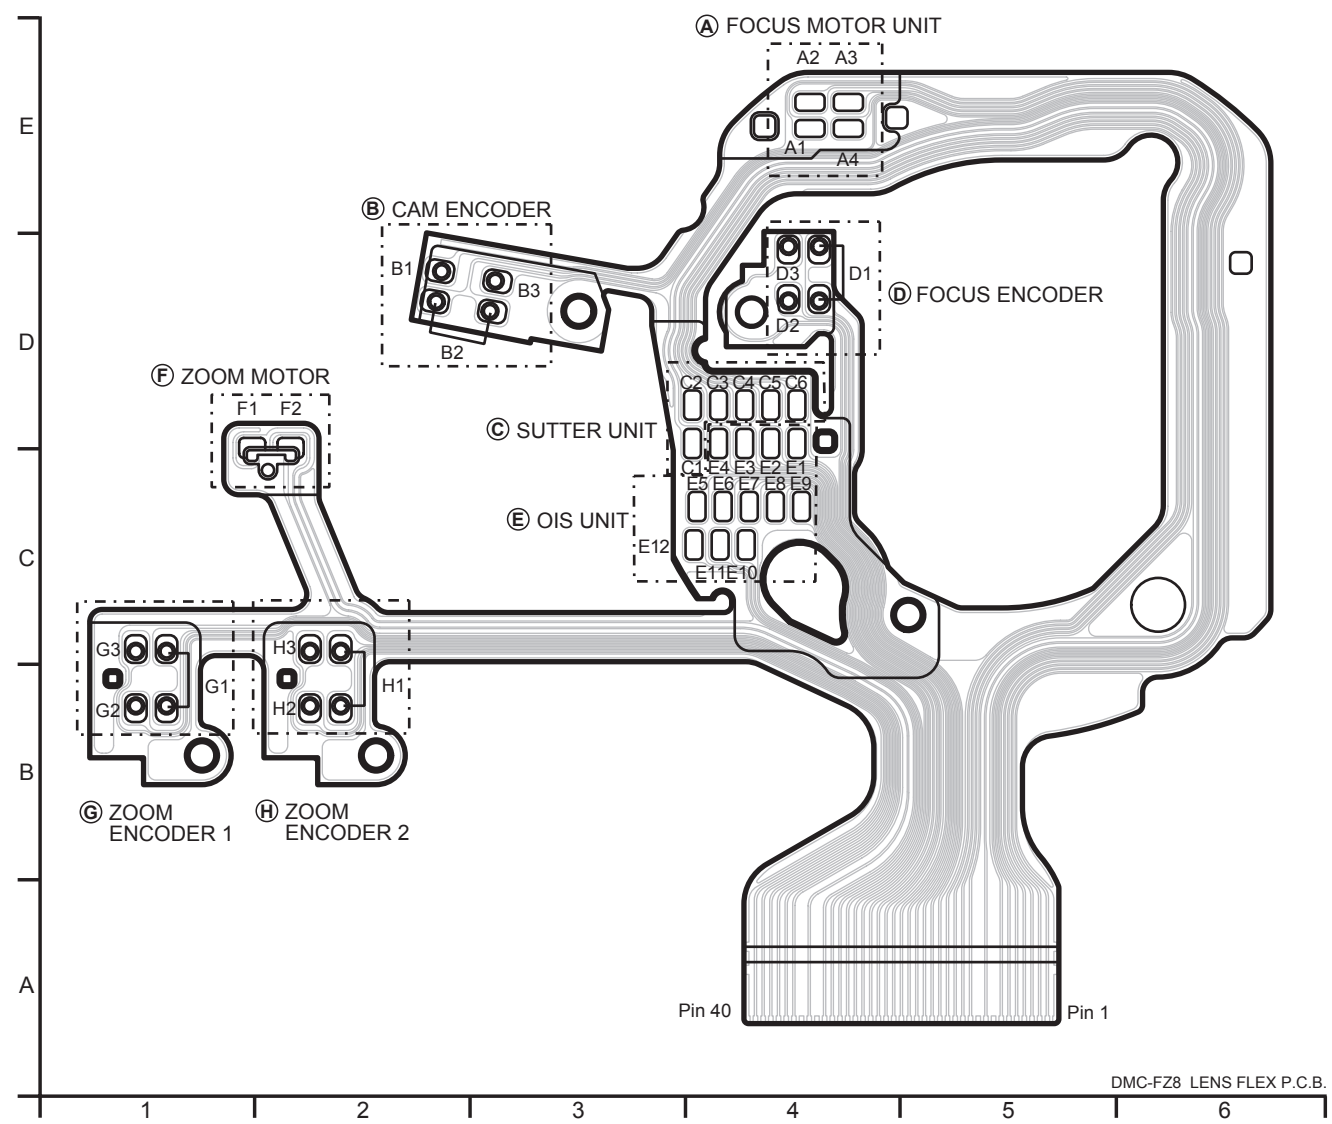 Ⓐ FOCUS MOTOR UNIT
A2 A3
E
A1
A4
Ⓑ CAM ENCODER
B1
B3
B2
D3
D1
D2
Ⓓ FOCUS ENCODER
D
Ⓕ ZOOM MOTOR
F1 F2
C2 C3 C4 C5 C6
Ⓒ SUTTER UNIT
C1 E4 E3 E2 E1
E5 E6 E7 E8 E9
Ⓔ OIS UNIT
E12
C
E11 E10
G3
H3
G1
H1
G2
H2
B
Ⓖ ZOOM
ENCODER 1
Ⓗ ZOOM
ENCODER 2
A
Pin 40
Pin 1
DMC-FZ8 LENS FLEX P.C.B.
1 2 3 4 5 6